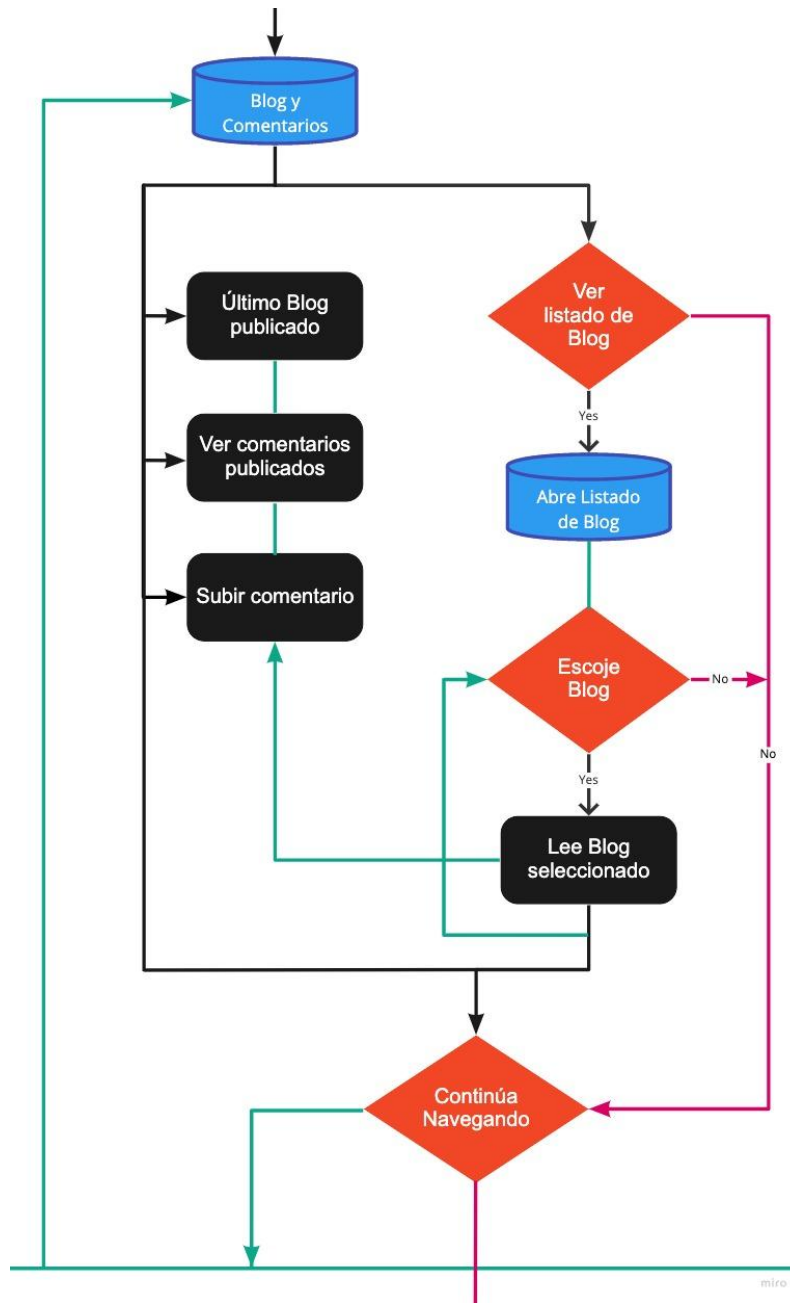 Blog y
Comentarios
Último Blog
publicado
Ver
listado de
Blog
Yes
Ver comentarios
publicados
Abre Listado
de Blog
Subir comentario
Escoje
Blog
No
No
Yes
Lee Blog
seleccionado
Continúa
Navegando
miro